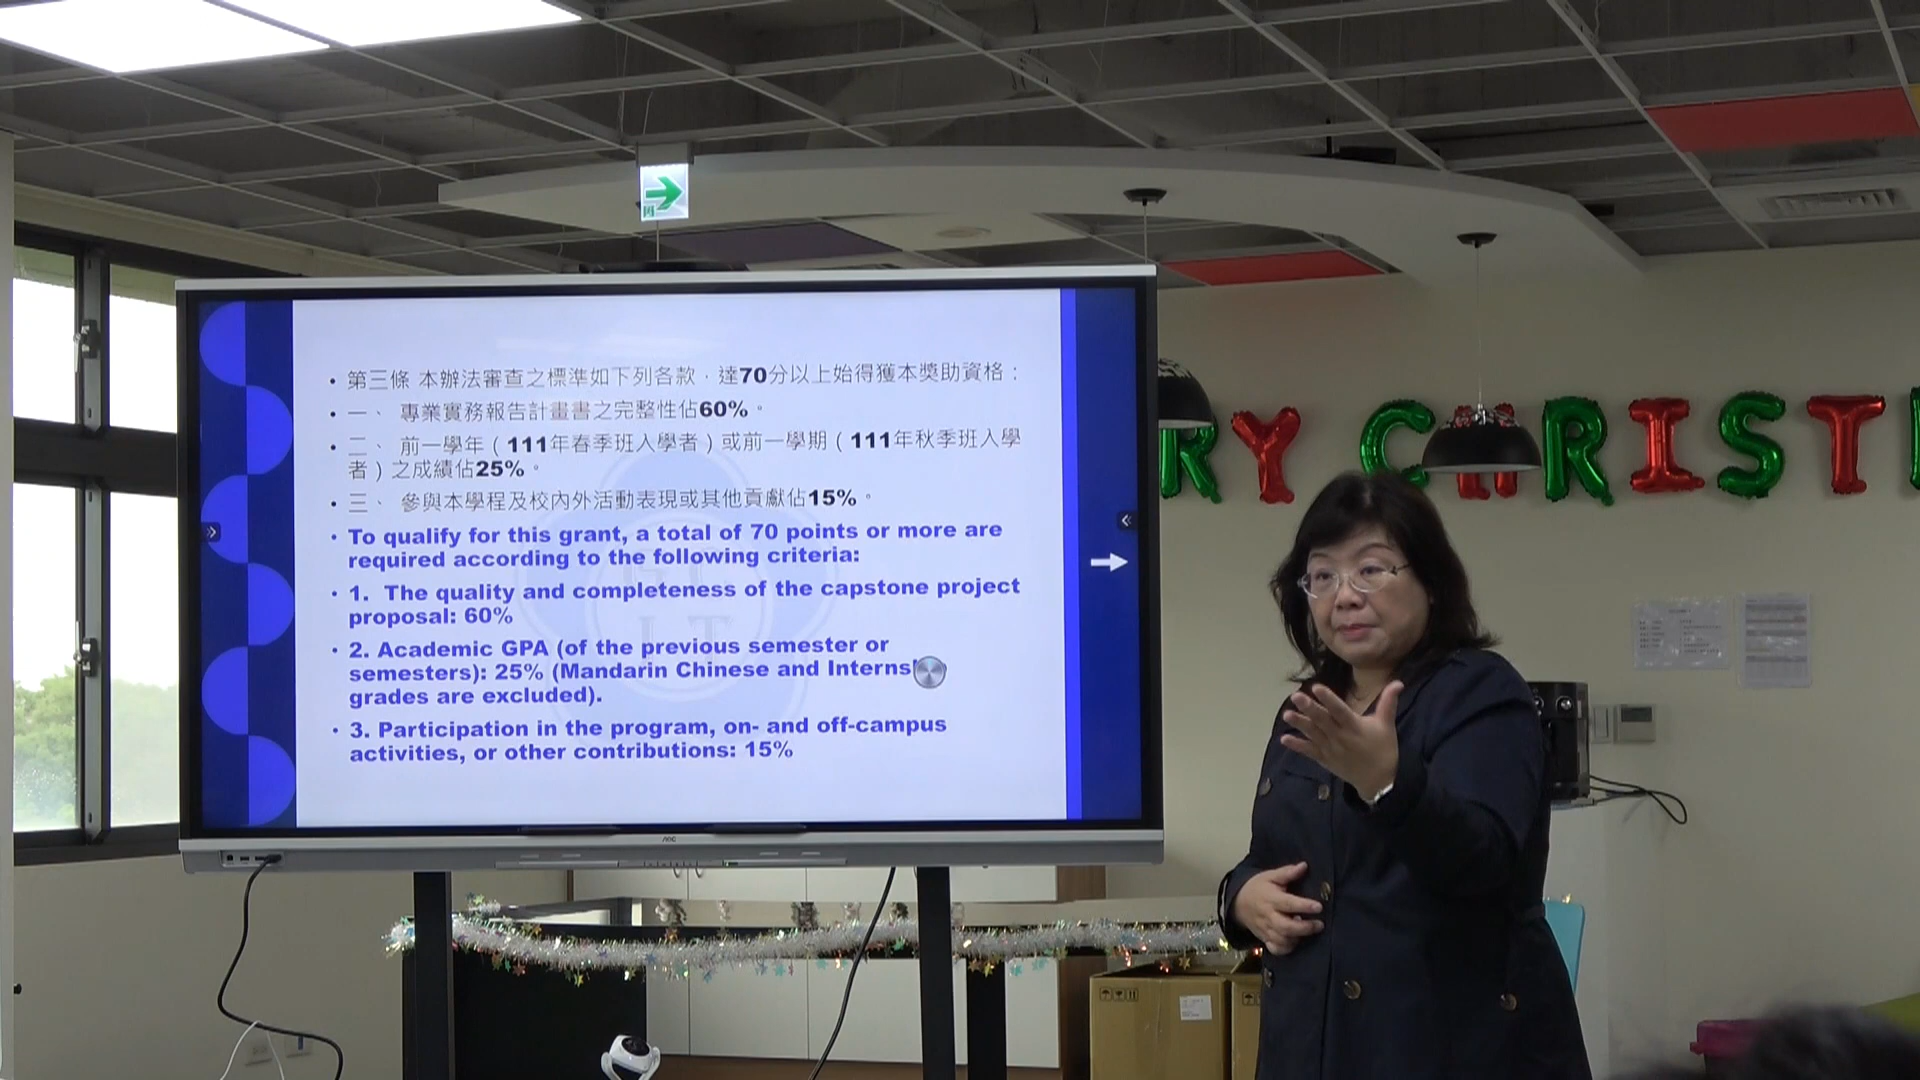 第三條 本辦法審查之標準如下列各款，達70分以上始得獲本獎助資格：
一、 專業實務報告計畫書之完整性佔60%。
二、 前一學年（111年春季班入學者）或前一學期（111年秋季班入學
者）之成績佔25%。
三、 參與本學程及校內外活動表現或其他貢獻佔15%。
To qualify for this grant, a total of 70 points or more are
required according to the following criteria:
1. The quality and completeness of the capstone project
proposal: 60%
2. Academic GPA (of the previous semester or
semesters): 25% (Mandarin Chinese and
grades are excluded).
3. Participation in the program, on- and off-campus
activities, or other contributions: 15%
RY CHRIST
AOC